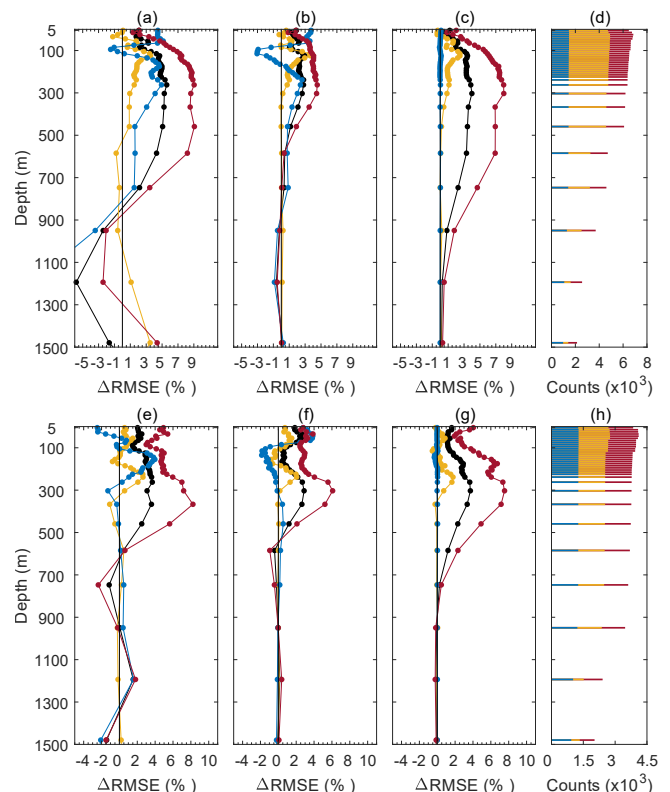 (a) (b) (c) (d)
5
100
300
500
700
900
1100
1300
1500
Depth (m)
-5 -3 -1 1 3 5 7 9
-5 -3 -1 1 3 5 7 9
-5 -3 -1 1 3 5 7 9
0 2 4 6 8
ΔRMSE (% ) ΔRMSE (% ) ΔRMSE (% ) Counts (x10³)
(e) (f) (g) (h)
5
100
300
500
700
900
1100
1300
1500
Depth (m)
-4 -2 0 2 4 6 8 10
-4 -2 0 2 4 6 8 10
-4 -2 0 2 4 6 8 10
0 1.5 3 4.5
ΔRMSE (% ) ΔRMSE (% ) ΔRMSE (% ) Counts (x10³)